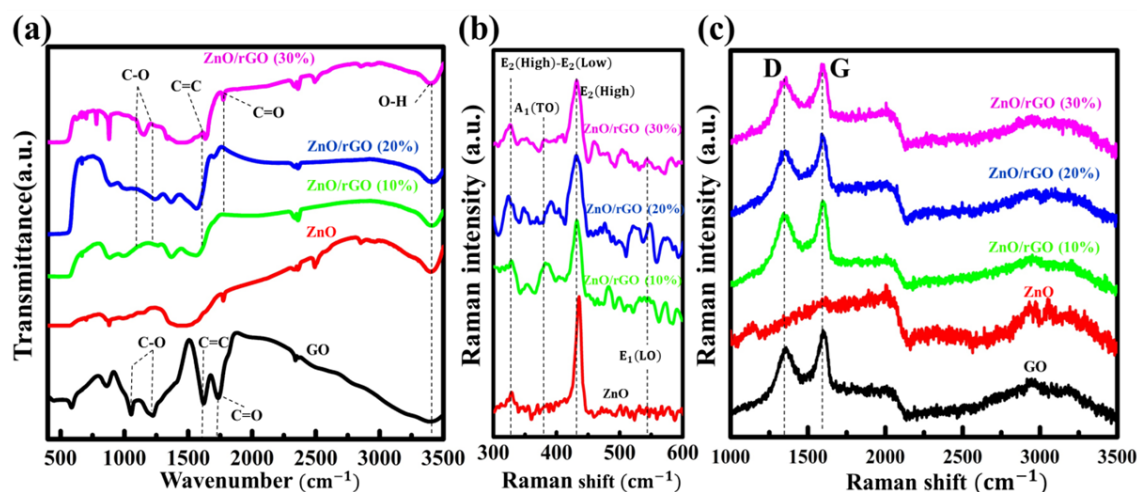 (a)
ZnO/rGO (30%)
C-O
C=C
C=O
O-H
ZnO/rGO (20%)
ZnO/rGO (10%)
ZnO
C-O
C=C
GO
C=O
Transmittance(a.u.)
500 1000 1500 2000 2500 3000 3500
Wavenumber (cm⁻¹)
(b)
E₂(High)-E₂(Low)
E₂(High)
A₁(TO)
ZnO/rGO (30%)
ZnO/rGO (20%)
ZnO/rGO (10%)
E₁(LO)
ZnO
Raman intensity (a.u.)
300 400 500 600
Raman shift (cm⁻¹)
(c)
D G
ZnO/rGO (30%)
ZnO/rGO (20%)
ZnO/rGO (10%)
ZnO
GO
Raman intensity (a.u.)
1000 1500 2000 2500 3000 3500
Raman shift (cm⁻¹)